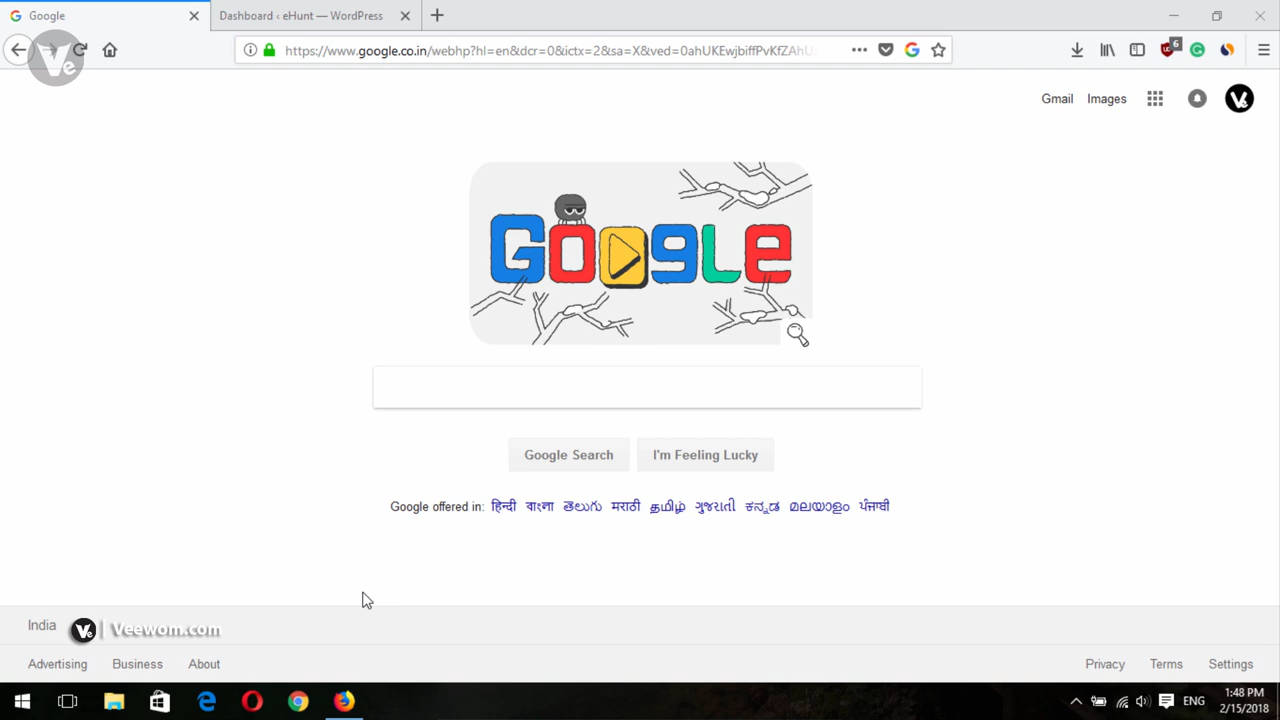 Google
Dashboard ‹ eHunt — WordPress
https://www.google.co.in/webhp?hl=en&dcr=0&ictx=2&sa=X&ved=0ahUKEwjbiffPvKfZAhU
6
Gmail Images
Google
Google Search
I'm Feeling Lucky
Google offered in: हिन्दी বাংলা తెలుగు मराठी தமிழ் ગુજરાતી ಕನ್ನಡ മലയാളം ਪੰਜਾਬੀ
India
Ve | Veewom.com
Advertising Business About
Privacy Terms Settings
ENG
1:48 PM
2/15/2018